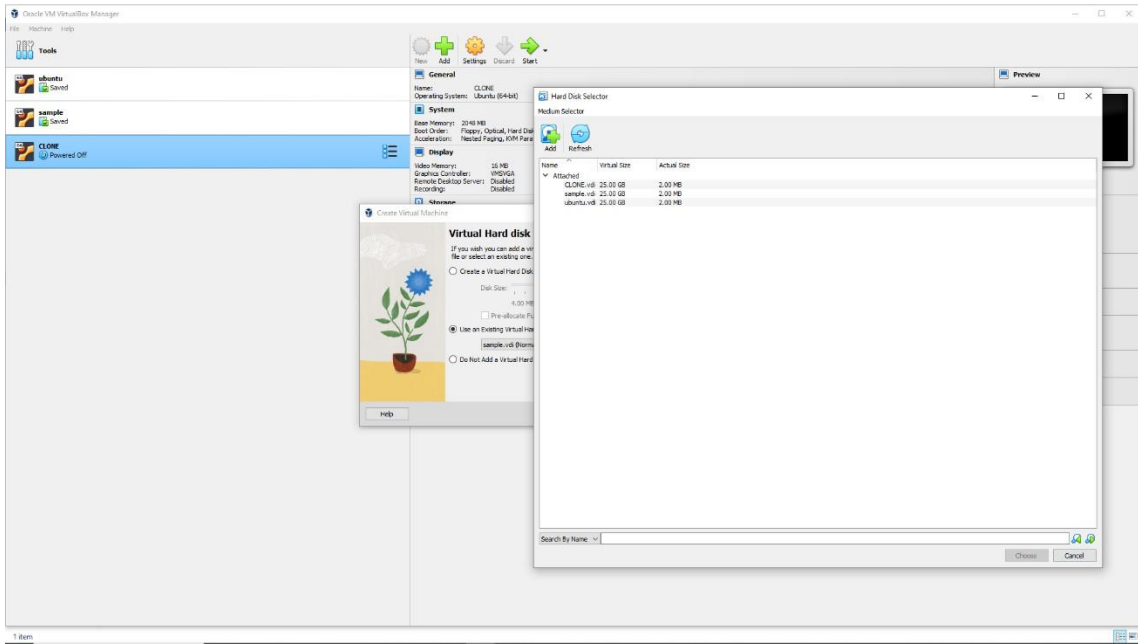 Oracle VM VirtualBox Manager
File Machine Help
Tools
New Add Settings Discard Start
ubuntu
Saved
sample
Saved
CLONE
Powered Off
General
Name: CLONE
Operating System: Ubuntu (64-bit)
System
Base Memory: 2048 MB
Boot Order: Floppy, Optical, Hard Disk
Acceleration: Nested Paging, KVM Para
Display
Video Memory: 16 MB
Graphics Controller: VMSVGA
Remote Desktop Server: Disabled
Recording: Disabled
Storage
Preview
Create Virtual Machine
Virtual Hard disk
If you wish you can add a vir
file or select an existing one.
Create a Virtual Hard Disk
Disk Size:
4.00 MB
Pre-allocate Fu
Use an Existing Virtual Har
sample.vdi (Norm
Do Not Add a Virtual Hard
Help
Hard Disk Selector
Medium Selector
Add Refresh
Name Virtual Size Actual Size
Attached
CLONE.vdi 25.00 GB 2.00 MB
sample.vdi 25.00 GB 2.00 MB
ubuntu.vdi 25.00 GB 2.00 MB
Search By Name
Choose Cancel
1 item